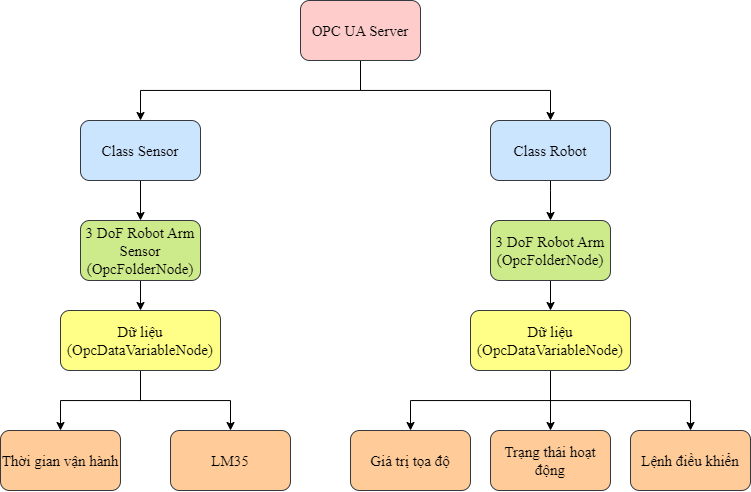 OPC UA Server
Class Sensor
Class Robot
3 DoF Robot Arm
Sensor
(OpcFolderNode)
3 DoF Robot Arm
(OpcFolderNode)
Dữ liệu
(OpcDataVariableNode)
Dữ liệu
(OpcDataVariableNode)
Thời gian vận hành
LM35
Giá trị tọa độ
Trạng thái hoạt
động
Lệnh điều khiển